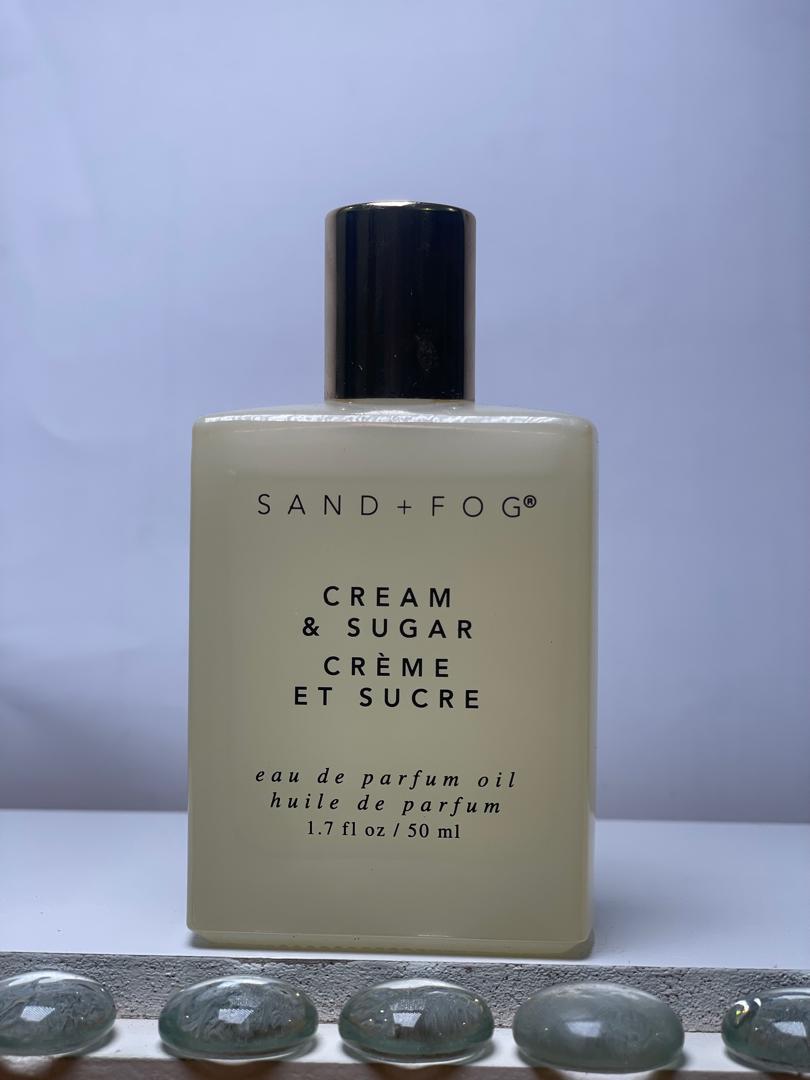 SAND + FOG®
CREAM
& SUGAR
CRÈME
ET SUCRE
eau de parfum oil
huile de parfum
1.7 fl oz / 50 ml